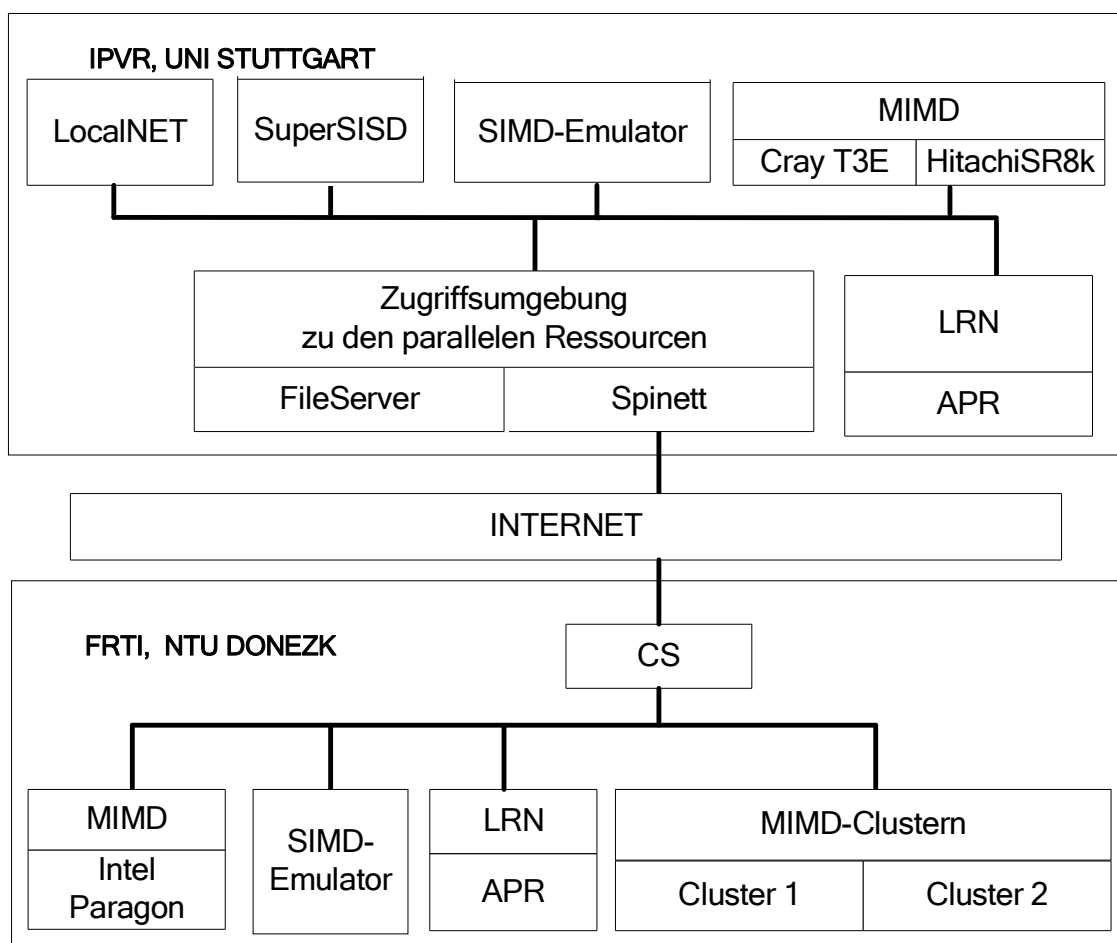 IPVR, UNI STUTTGART
LocalNET
SuperSISD
SIMD-Emulator
MIMD
Cray T3E
HitachiSR8k
Zugriffsumgebung
zu den parallelen Ressourcen
FileServer
Spinett
LRN
APR
INTERNET
FRTI, NTU DONEZK
CS
MIMD
Intel
Paragon
SIMD-
Emulator
LRN
APR
MIMD-Clustern
Cluster 1
Cluster 2